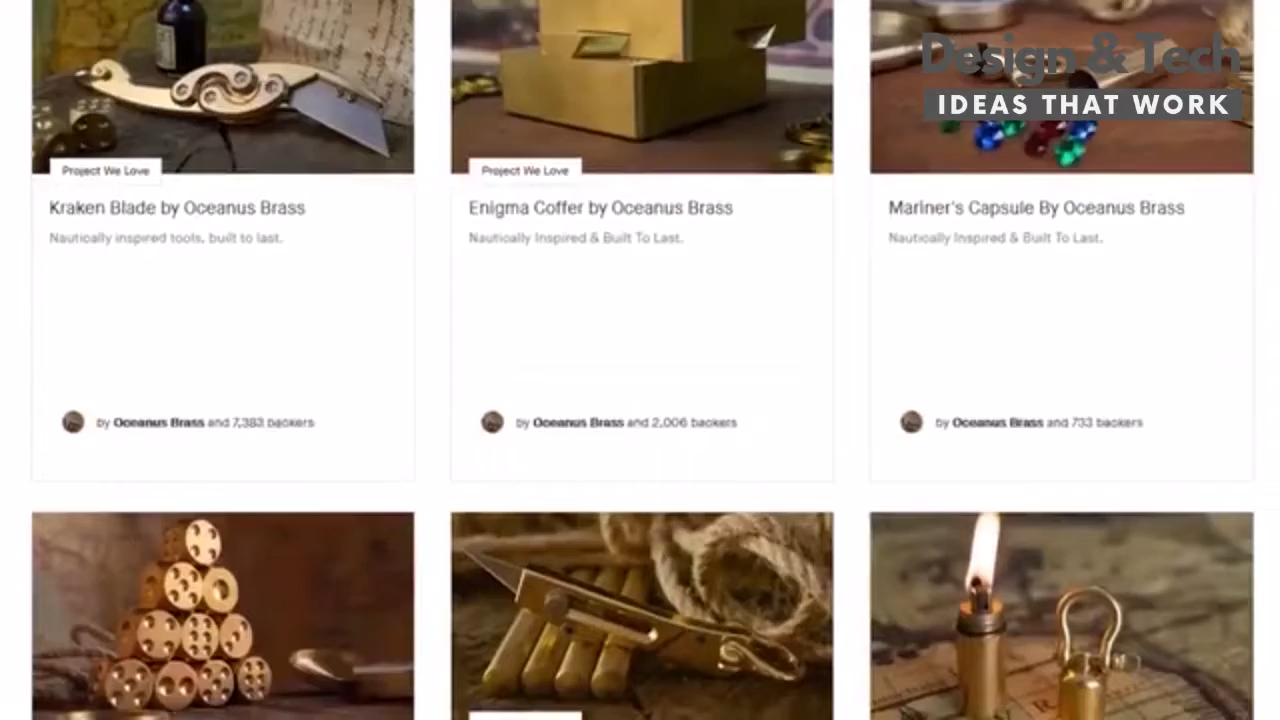 Design & Tech
IDEAS THAT WORK
Project We Love
Project We Love
Kraken Blade by Oceanus Brass
Enigma Coffer by Oceanus Brass
Mariner's Capsule By Oceanus Brass
Nautically inspired tools, built to last.
Nautically Inspired & Built To Last.
Nautically Inspired & Built To Last.
by Oceanus Brass and 7,383 backers
by Oceanus Brass and 2,006 backers
by Oceanus Brass and 733 backers